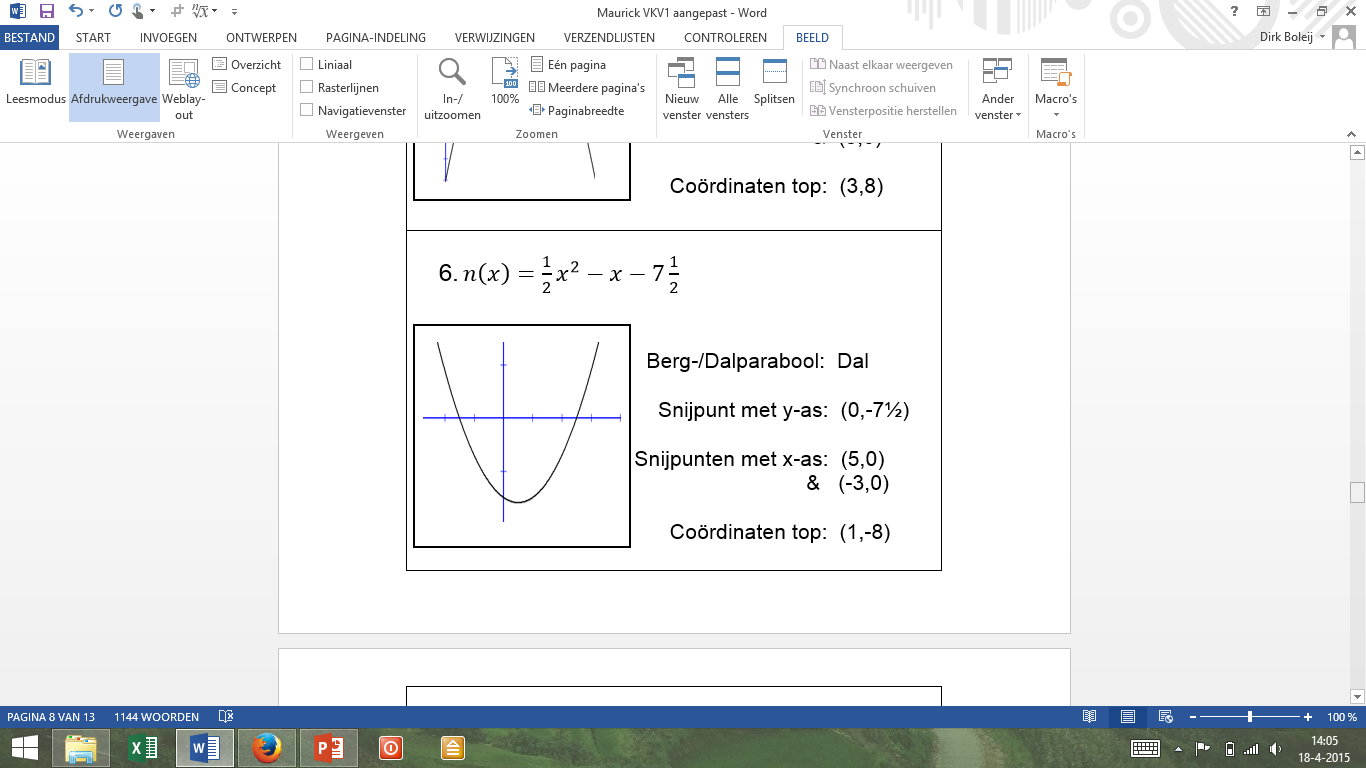 Maurick VKV1 aangepast - Word
BESTAND START INVOEGEN ONTWERPEN PAGINA-INDELING VERWIJZINGEN VERZENDLIJSTEN CONTROLEREN BEELD Dirk Boleij
Leesmodus
Afdrukweergave
Weblay-
out
Overzicht
Concept
Weergaven
Liniaal
Rasterlijnen
Navigatievenster
Weergeven
In-/
uitzoomen
100
100%
Eén pagina
Meerdere pagina's
Paginabreedte
Zoomen
Nieuw
venster
Alle
vensters
Splitsen
Naast elkaar weergeven
Synchroon schuiven
Vensterpositie herstellen
Venster
Ander
venster
Macro's
Macro's
Coördinaten top: (3,8)
6. n(x) = 1/2 x² − x − 7 1/2
Berg-/Dalparabool: Dal
Snijpunt met y-as: (0,-7½)
Snijpunten met x-as: (5,0)
& (-3,0)
Coördinaten top: (1,-8)
PAGINA 8 VAN 13 1144 WOORDEN 100 %
14:05
18-4-2015